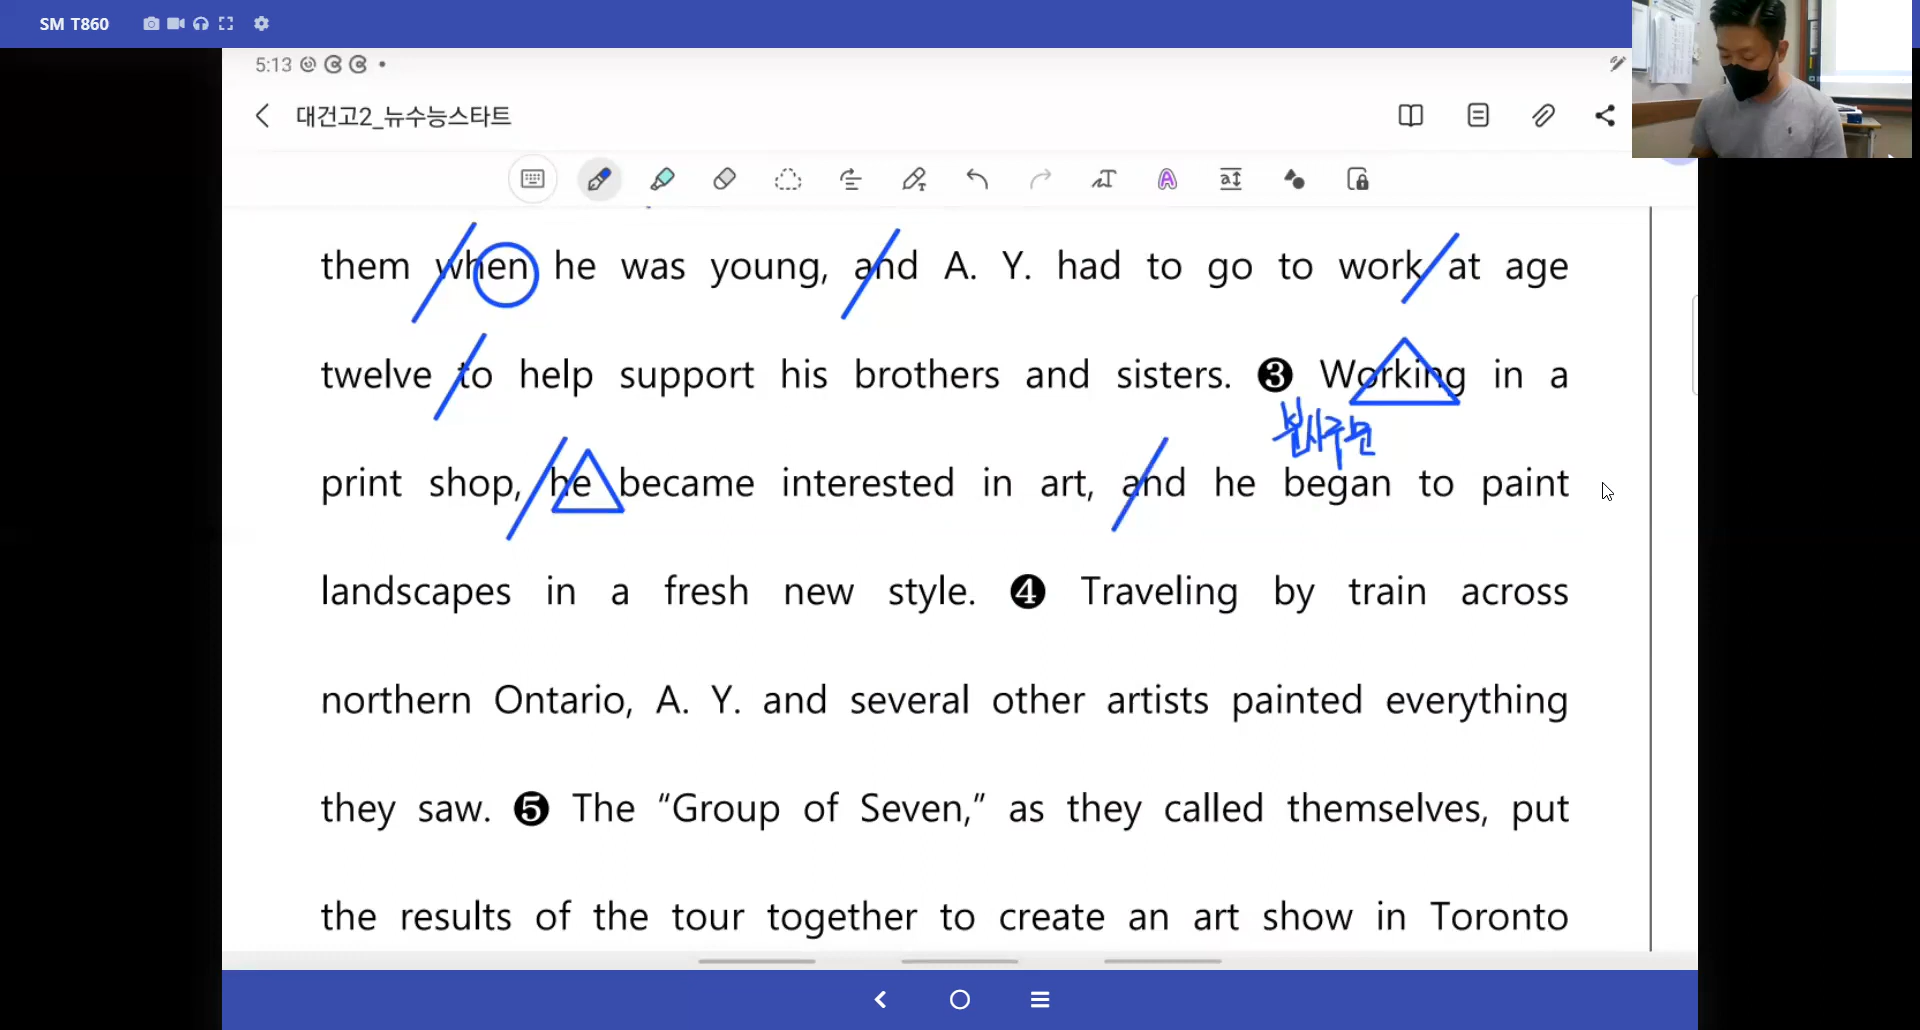 SM T860
5:13
대건고2_뉴수능스타트
them when he was young, and A. Y. had to go to work at age
twelve to help support his brothers and sisters. ❸ Working in a
분사구문
print shop, he became interested in art, and he began to paint
landscapes in a fresh new style. ❹ Traveling by train across
northern Ontario, A. Y. and several other artists painted everything
they saw. ❺ The “Group of Seven,” as they called themselves, put
the results of the tour together to create an art show in Toronto